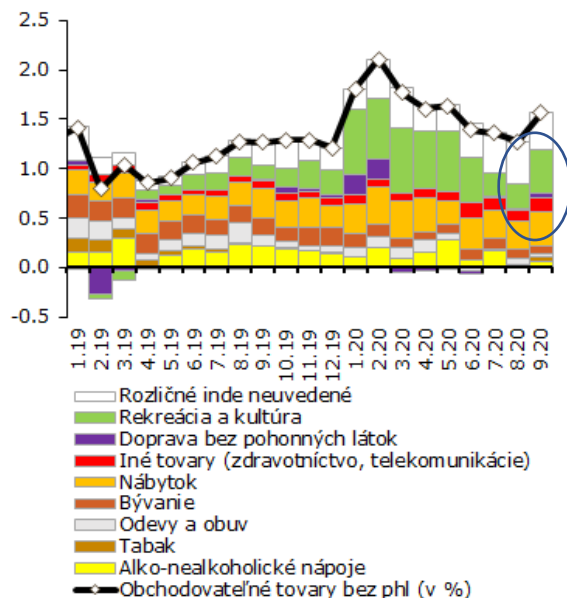 2.5
2.0
1.5
1.0
0.5
0.0
-0.5
1.19 2.19 3.19 4.19 5.19 6.19 7.19 8.19 9.19 10.19 11.19 12.19 1.20 2.20 3.20 4.20 5.20 6.20 7.20 8.20 9.20
Rozličné inde neuvedené
Rekreácia a kultúra
Doprava bez pohonných látok
Iné tovary (zdravotníctvo, telekomunikácie)
Nábytok
Bývanie
Odevy a obuv
Tabak
Alko-nealkoholické nápoje
Obchodovateľné tovary bez phl (v %)